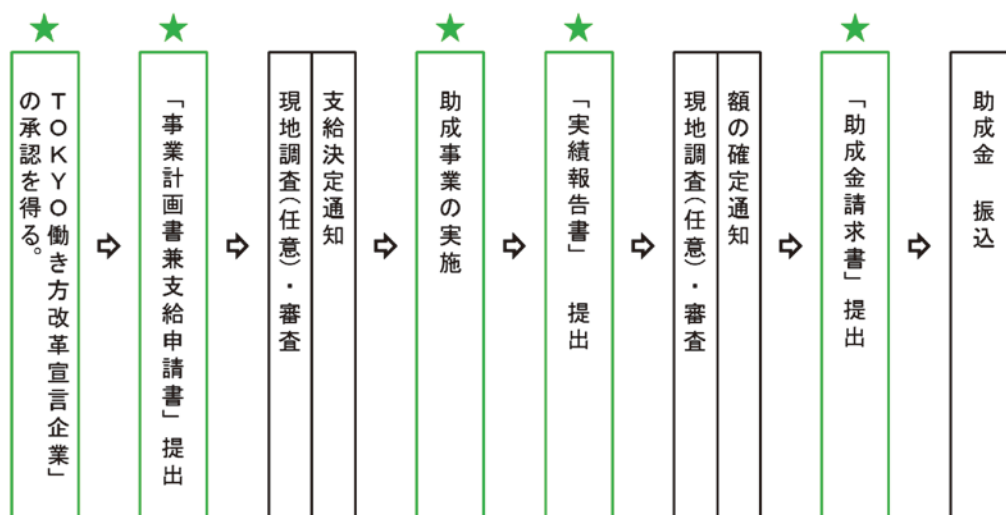 TOKYO働き方改革宣言企業」
の承認を得る。
「事業計画書兼支給申請書」提出
現地調査(任意)・審査
支給決定通知
助成事業の実施
「実績報告書」 提出
現地調査(任意)・審査
額の確定通知
「助成金請求書」提出
助成金 振込